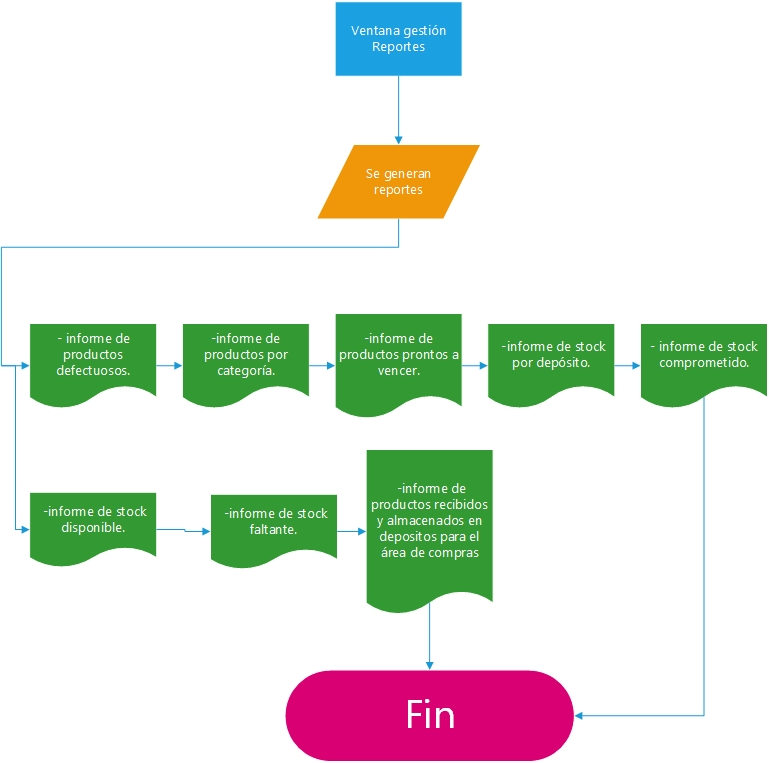 Ventana gestión
Reportes
Se generan
reportes
- informe de
productos
defectuosos.
-informe de
productos por
categoría.
-informe de
productos prontos a
vencer.
-informe de stock
por depósito.
- informe de stock
comprometido.
-informe de stock
disponible.
-informe de stock
faltante.
-informe de
productos recibidos
y almacenados en
depositos para el
área de compras
Fin